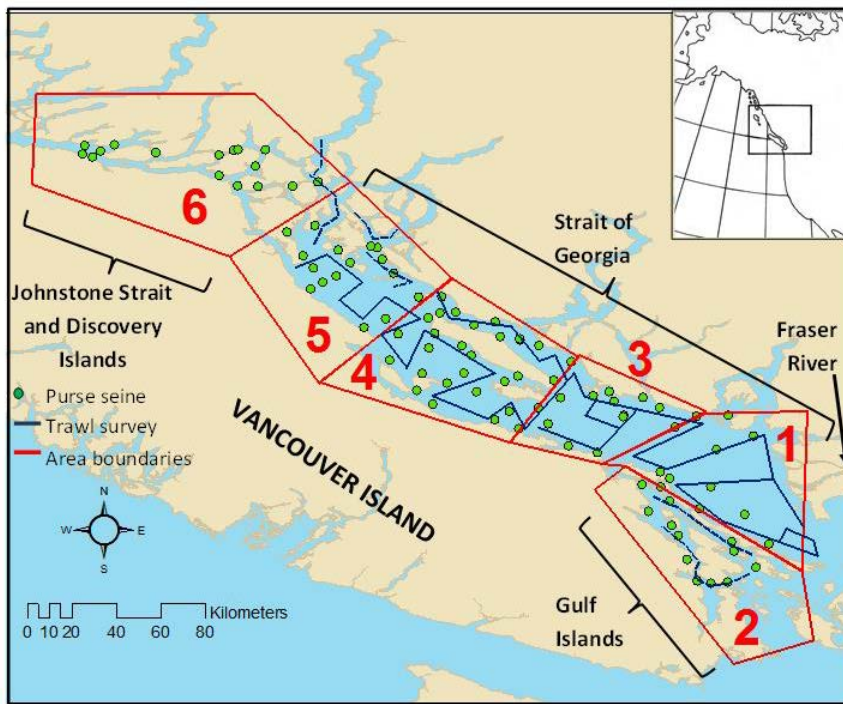 Strait of
Georgia
6
Johnstone Strait
and Discovery
Islands
5
4
3
Fraser
River
1
Purse seine
Trawl survey
Area boundaries
VANCOUVER ISLAND
N
W
E
S
Kilometers
0 10 20 40 60 80
Gulf
Islands
2